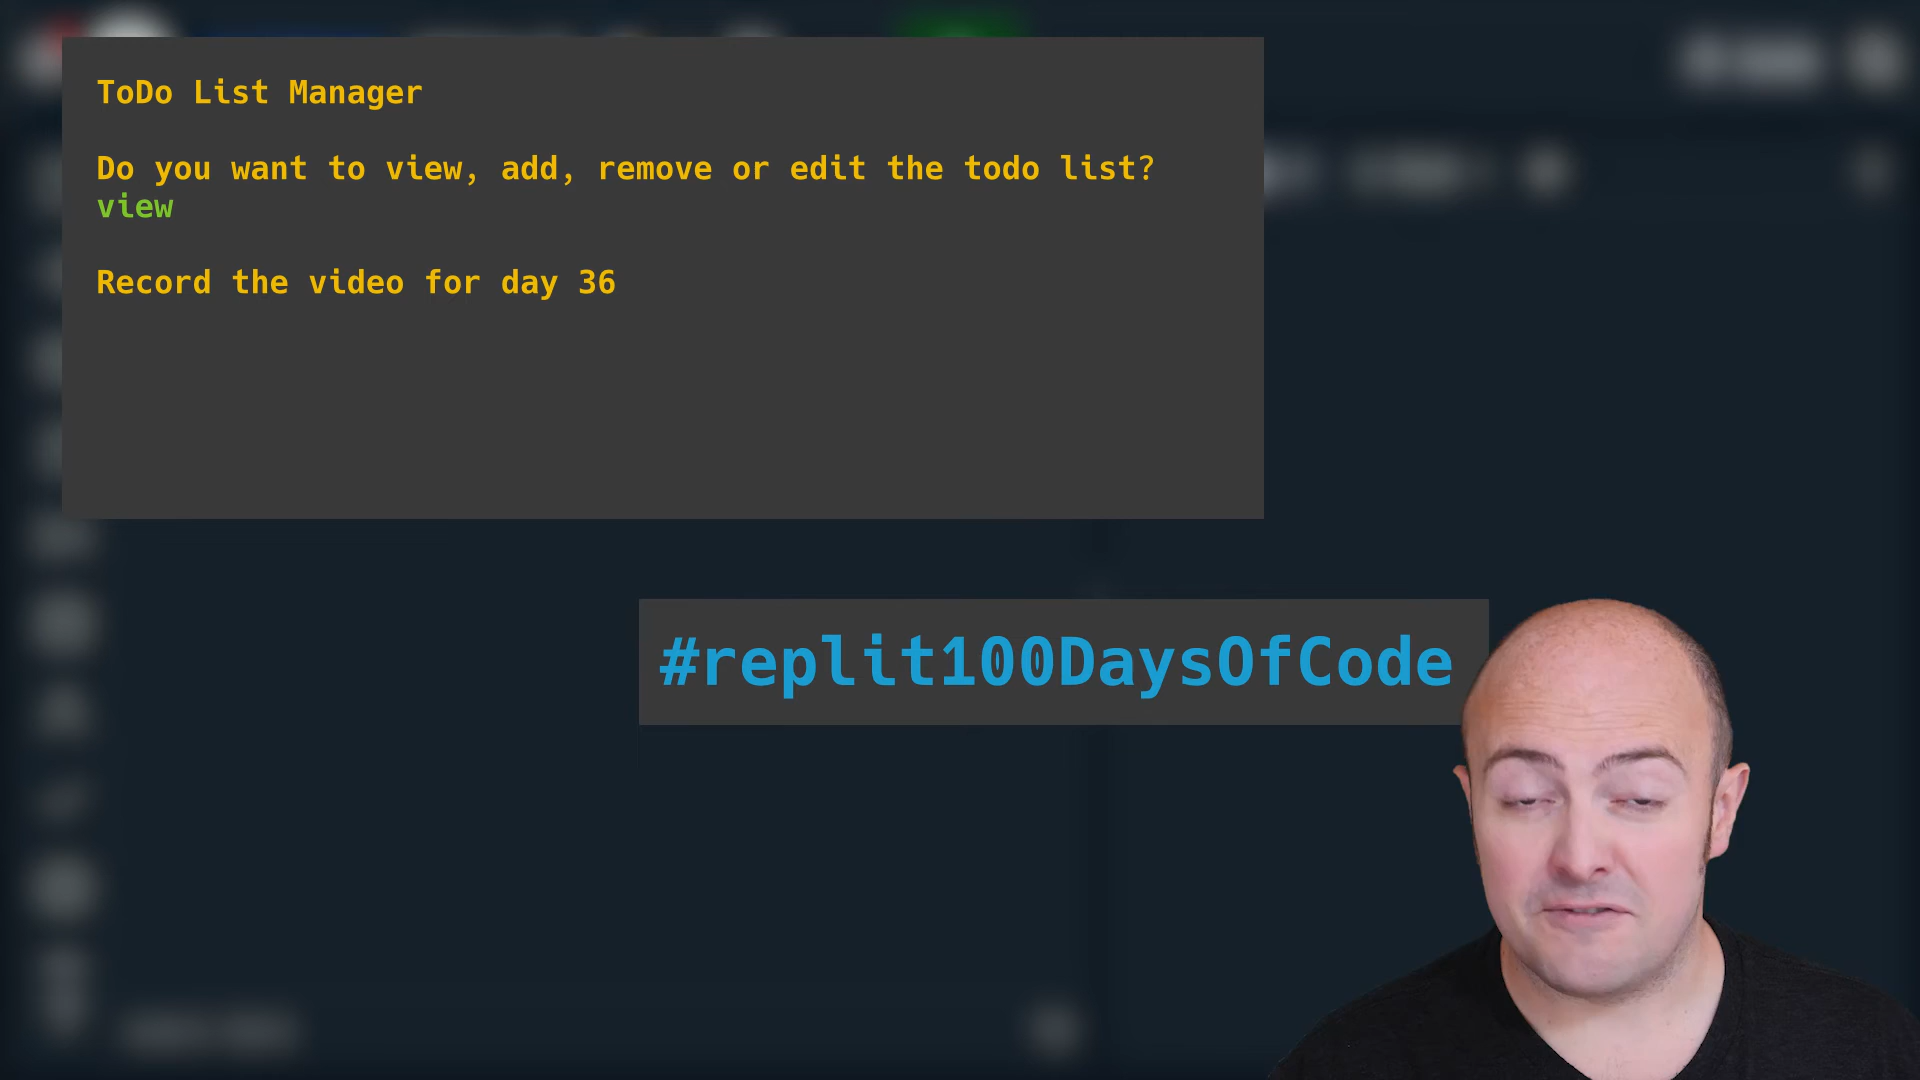 ToDo List Manager
Do you want to view, add, remove or edit the todo list?
view
Record the video for day 36
#replit100DaysOfCode